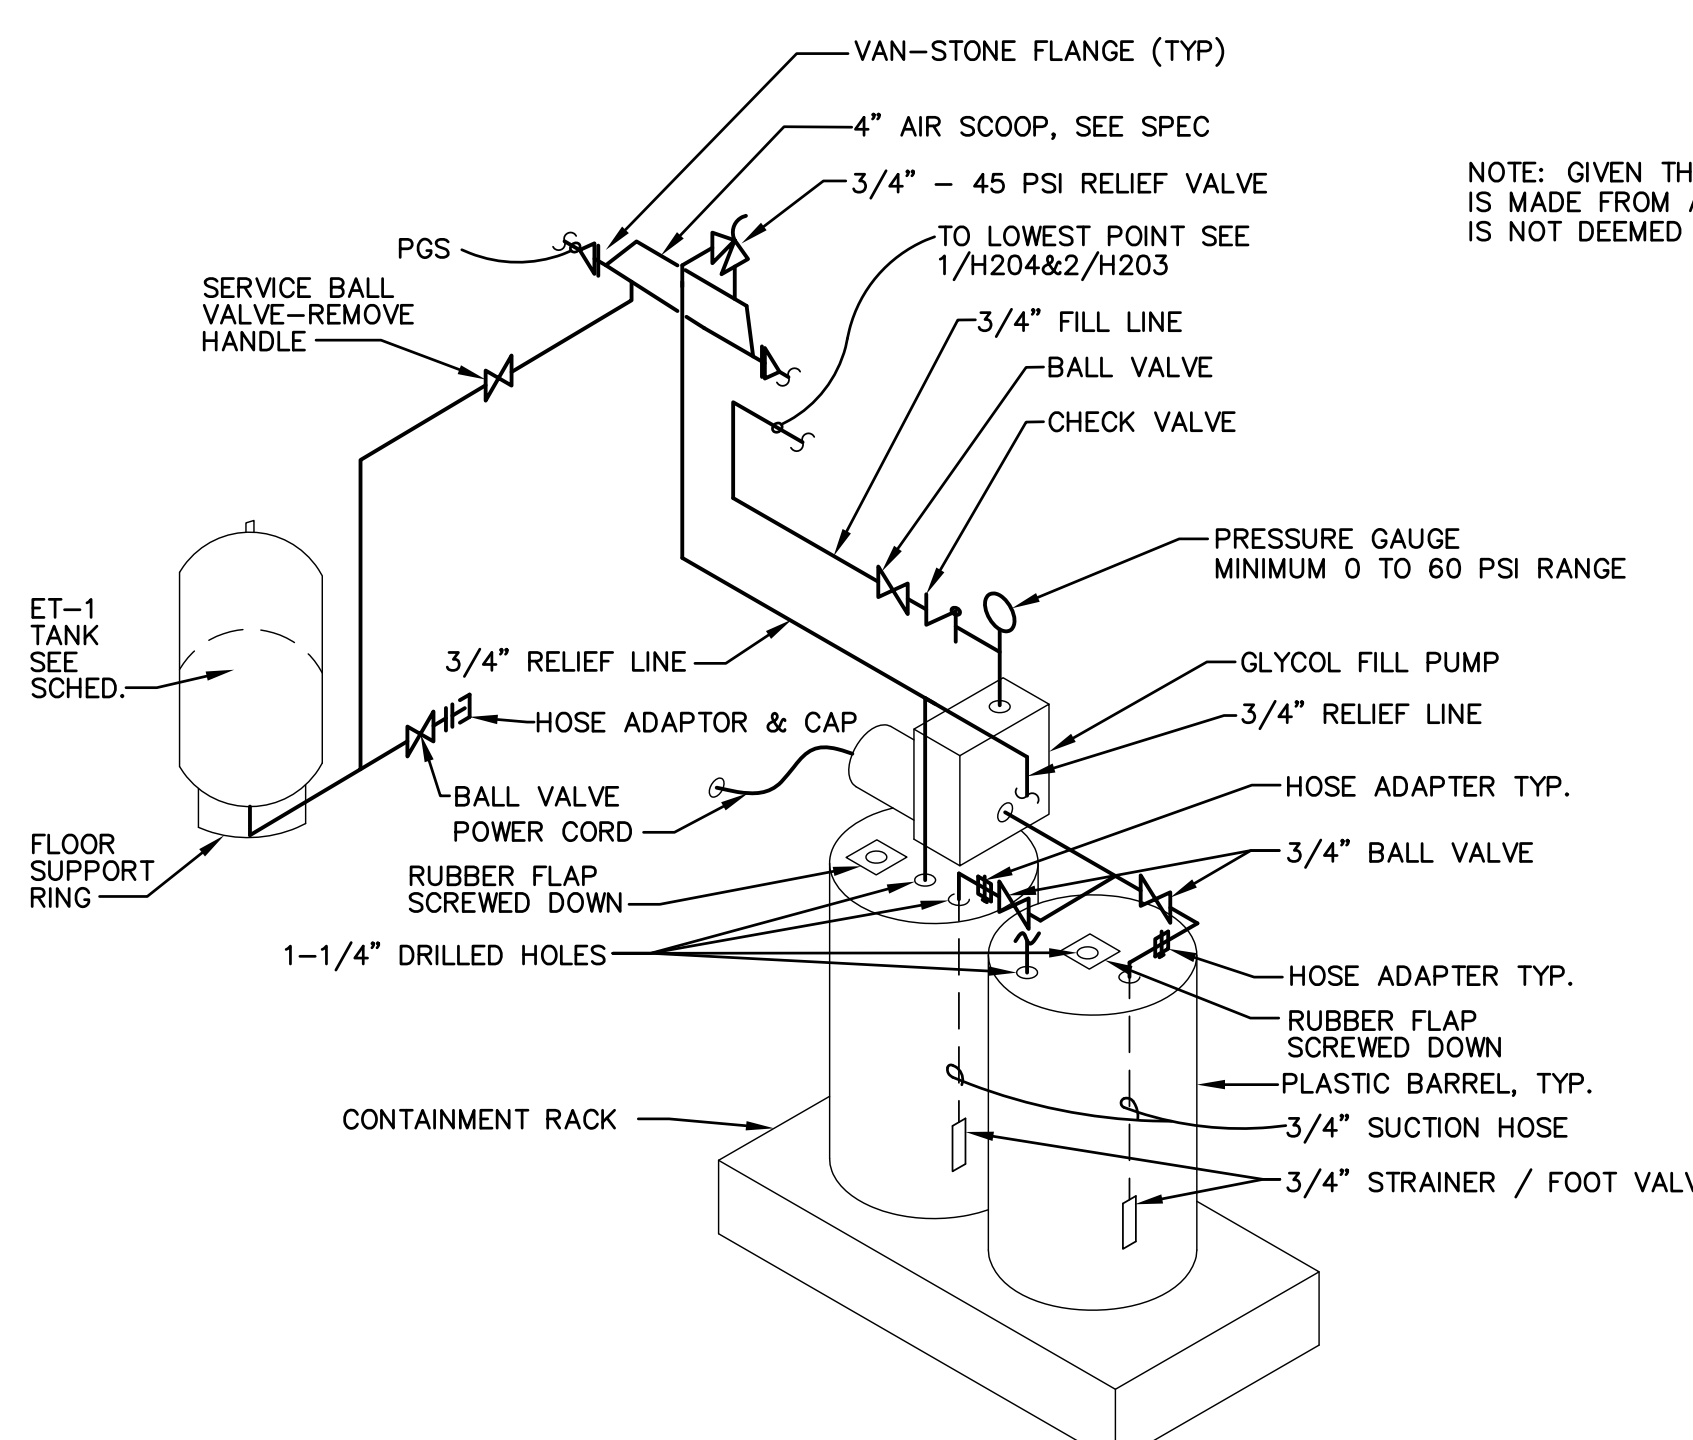 VAN-STONE FLANGE (TYP)
4" AIR SCOOP, SEE SPEC
3/4" - 45 PSI RELIEF VALVE
NOTE: GIVEN TH
IS MADE FROM
IS NOT DEEMED
TO LOWEST POINT SEE
1/H204&2/H203
PGS
SERVICE BALL
VALVE-REMOVE
HANDLE
3/4" FILL LINE
BALL VALVE
CHECK VALVE
PRESSURE GAUGE
MINIMUM 0 TO 60 PSI RANGE
ET-1
TANK
SEE
SCHED.
3/4" RELIEF LINE
GLYCOL FILL PUMP
3/4" RELIEF LINE
HOSE ADAPTOR & CAP
HOSE ADAPTER TYP.
BALL VALVE
POWER CORD
FLOOR
SUPPORT
RING
3/4" BALL VALVE
RUBBER FLAP
SCREWED DOWN
1-1/4" DRILLED HOLES
HOSE ADAPTER TYP.
RUBBER FLAP
SCREWED DOWN
PLASTIC BARREL, TYP.
CONTAINMENT RACK
3/4" SUCTION HOSE
3/4" STRAINER / FOOT VALV